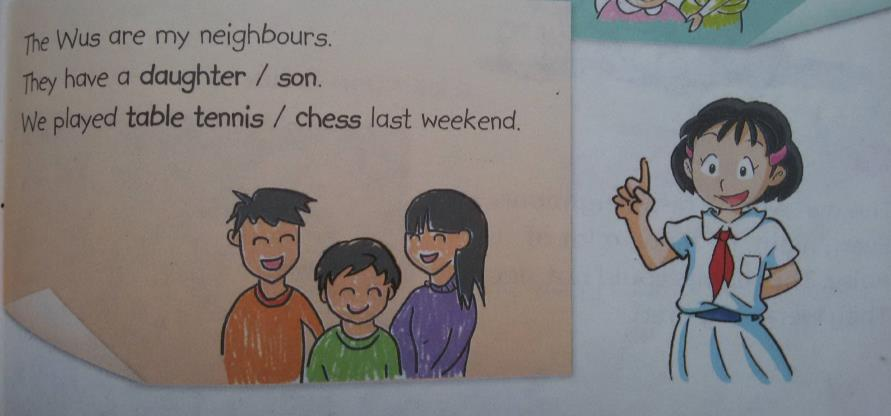 The Wus are my neighbours.
They have a daughter / son.
We played table tennis / chess last weekend.